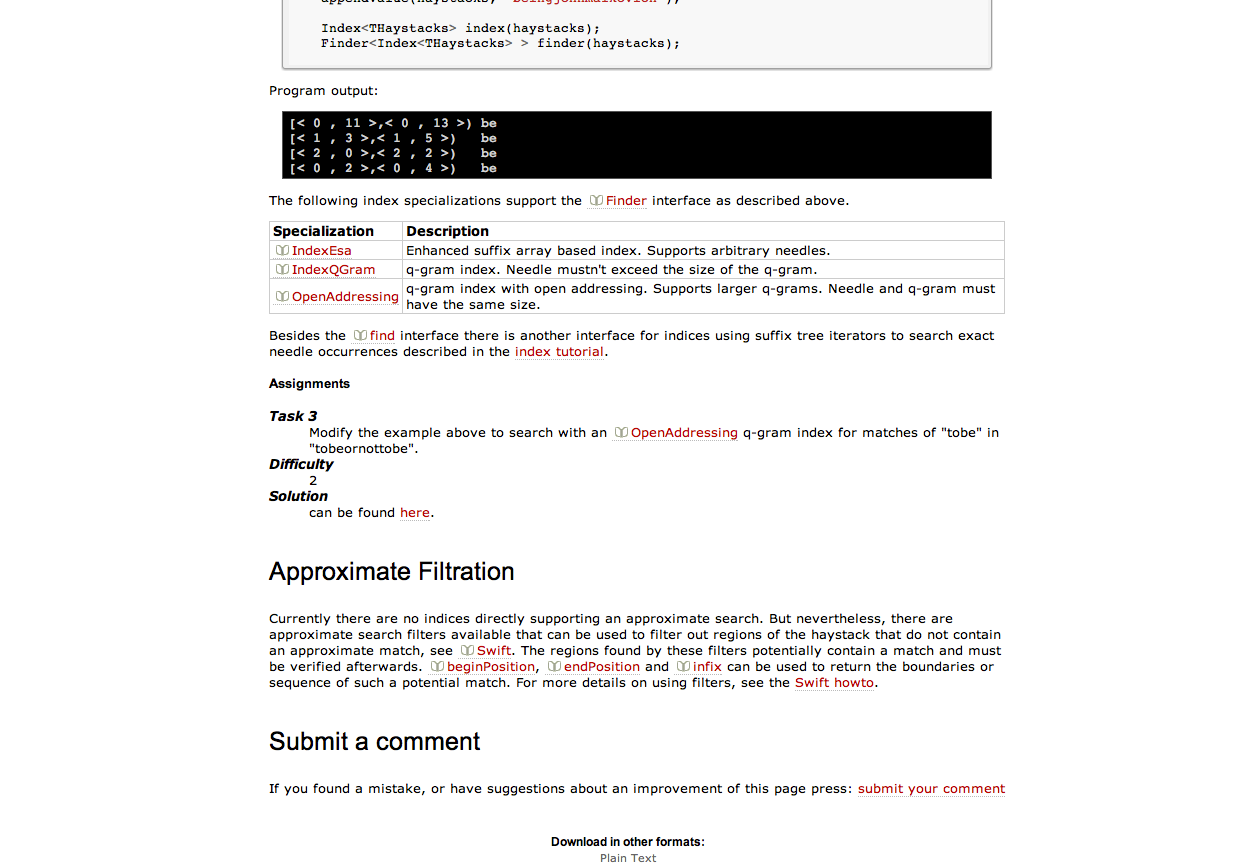 Index<THaystacks> index(haystacks);
Finder<Index<THaystacks> > finder(haystacks);
Program output:
[< 0 , 11 >,< 0 , 13 >) be
[< 1 , 3 >,< 1 , 5 >)   be
[< 2 , 0 >,< 2 , 2 >)   be
[< 0 , 2 >,< 0 , 4 >)   be
The following index specializations support the Finder interface as described above.
Specialization Description
IndexEsa Enhanced suffix array based index. Supports arbitrary needles.
IndexQGram q-gram index. Needle mustn't exceed the size of the q-gram.
OpenAddressing q-gram index with open addressing. Supports larger q-grams. Needle and q-gram must
have the same size.
Besides the find interface there is another interface for indices using suffix tree iterators to search exact
needle occurrences described in the index tutorial.
Assignments
Task 3
Modify the example above to search with an OpenAddressing q-gram index for matches of "tobe" in
"tobeornottobe".
Difficulty
2
Solution
can be found here.
Approximate Filtration
Currently there are no indices directly supporting an approximate search. But nevertheless, there are
approximate search filters available that can be used to filter out regions of the haystack that do not contain
an approximate match, see Swift. The regions found by these filters potentially contain a match and must
be verified afterwards. beginPosition, endPosition and infix can be used to return the boundaries or
sequence of such a potential match. For more details on using filters, see the Swift howto.
Submit a comment
If you found a mistake, or have suggestions about an improvement of this page press: submit your comment
Download in other formats:
Plain Text